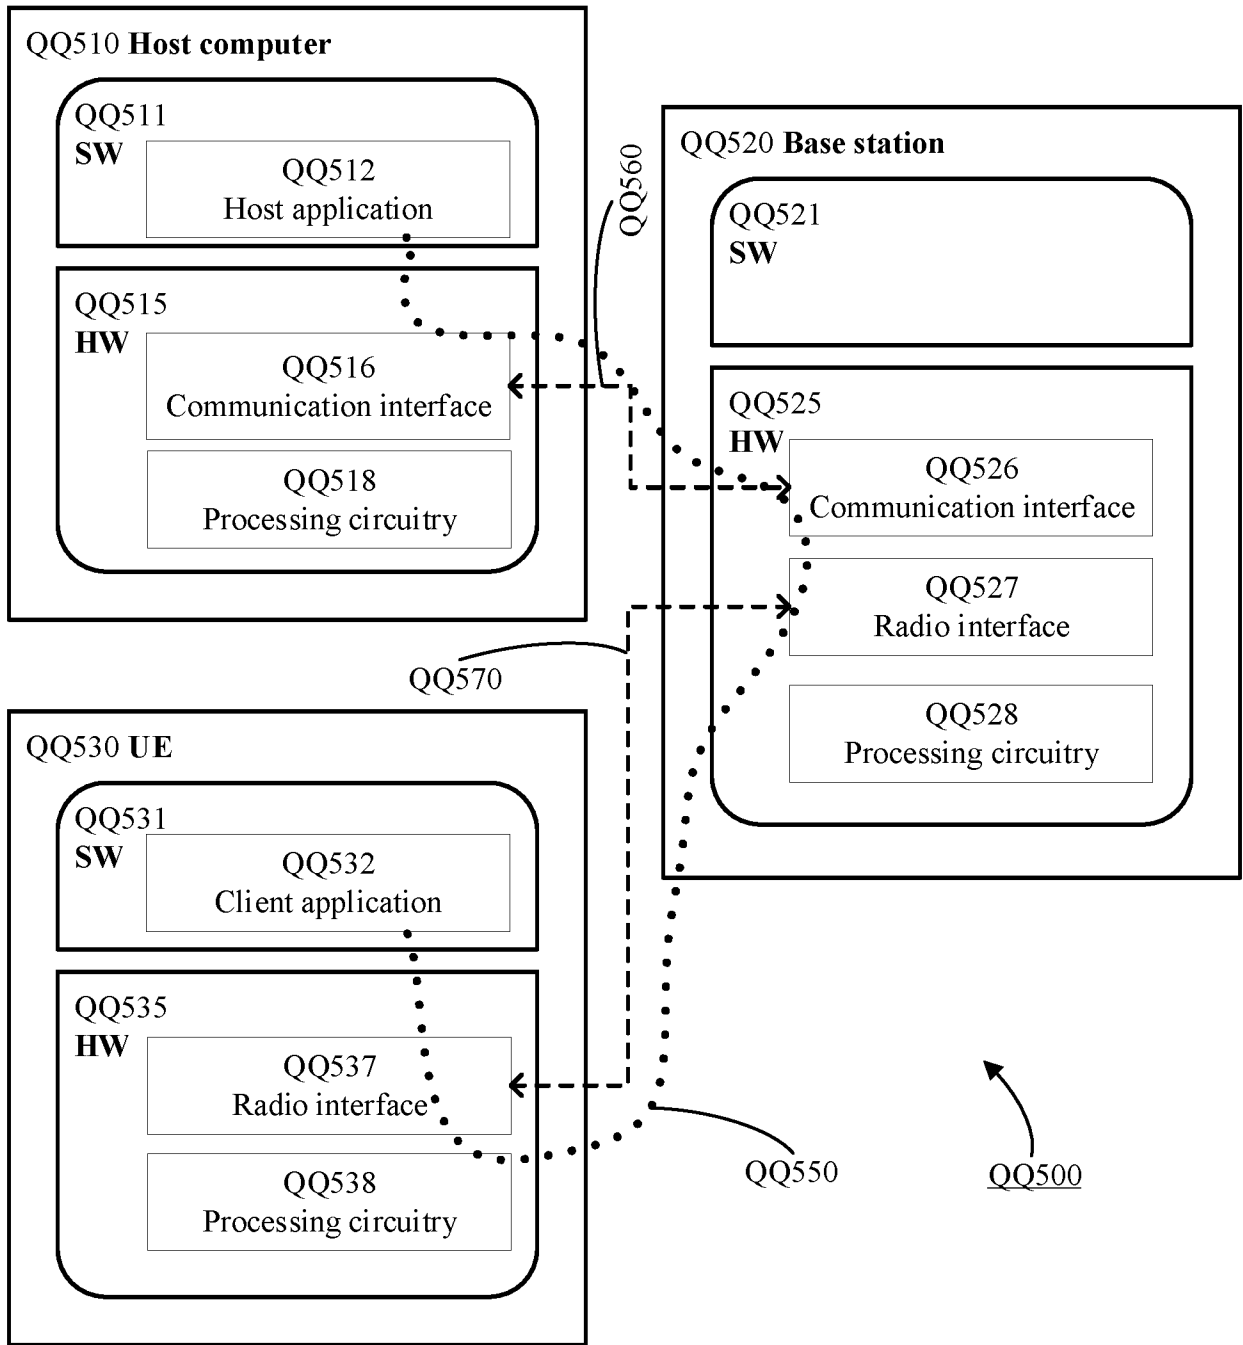 QQ510 Host computer
QQ511
SW
QQ512
Host application
QQ515
HW
QQ516
Communication interface
QQ518
Processing circuitry
QQ560
QQ520 Base station
QQ521
SW
QQ525
HW
QQ526
Communication interface
QQ527
Radio interface
QQ528
Processing circuitry
QQ570
QQ530 UE
QQ531
SW
QQ532
Client application
QQ535
HW
QQ537
Radio interface
QQ538
Processing circuitry
QQ550
QQ500